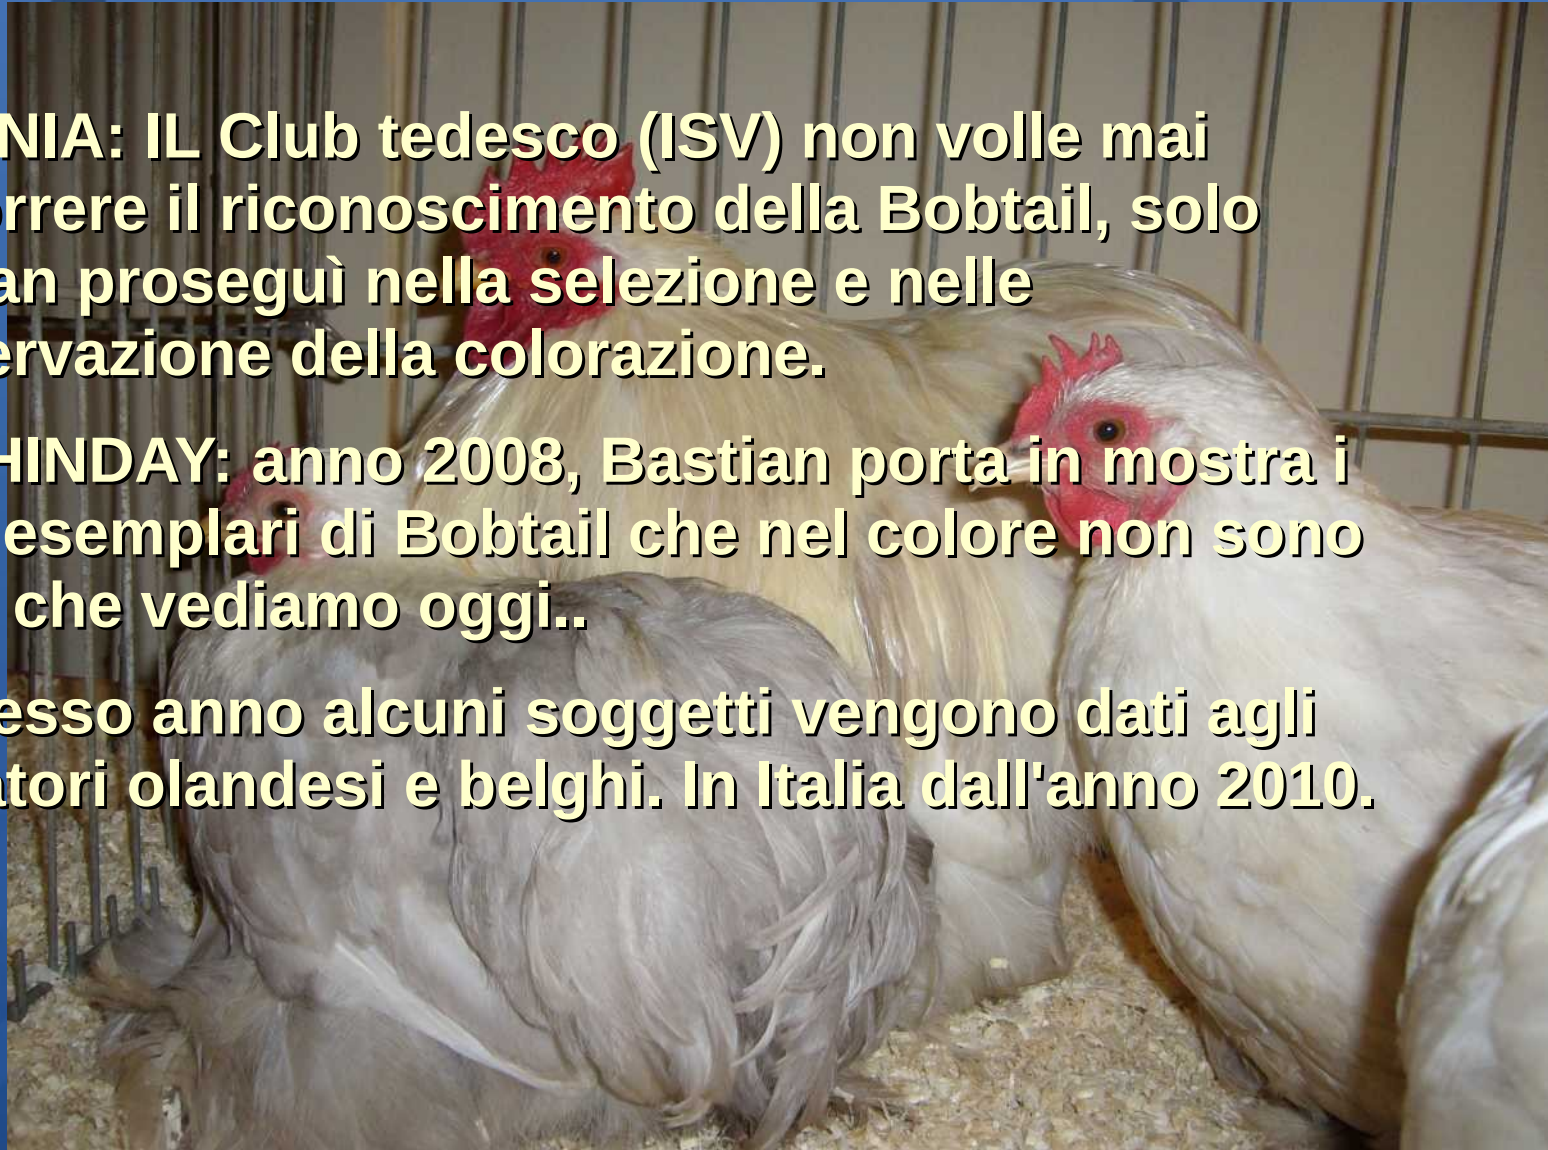 NIA: IL Club tedesco (ISV) non volle mai
rrere il riconoscimento della Bobtail, solo
an proseguì nella selezione e nelle
ervazione della colorazione.
HINDAY: anno 2008, Bastian porta in mostra i
esemplari di Bobtail che nel colore non sono
che vediamo oggi..
esso anno alcuni soggetti vengono dati agli
atori olandesi e belghi. In Italia dall'anno 2010.